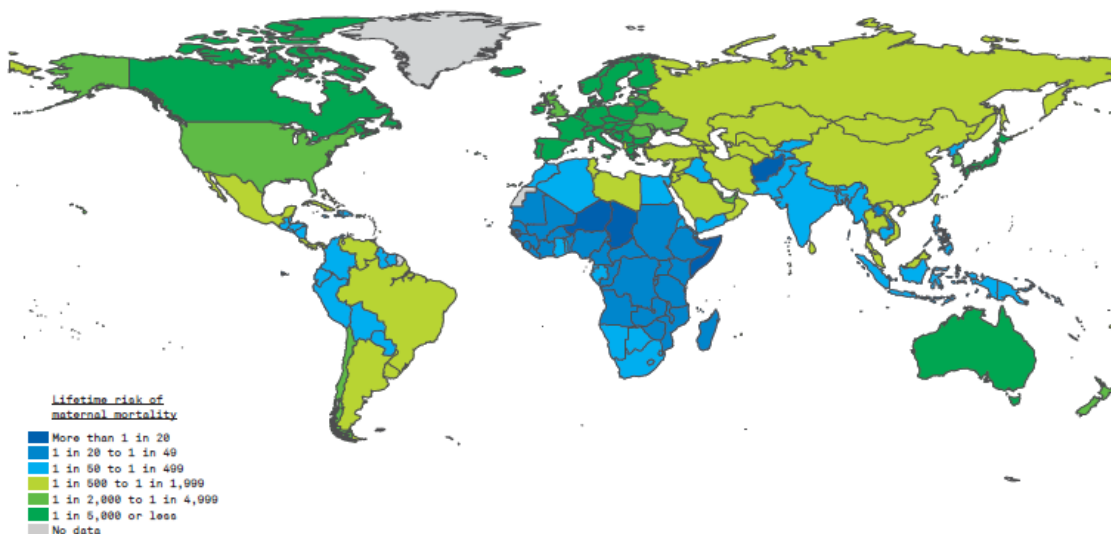 Lifetime risk of
maternal mortality
More than 1 in 20
1 in 20 to 1 in 49
1 in 50 to 1 in 499
1 in 500 to 1 in 1,999
1 in 2,000 to 1 in 4,999
1 in 5,000 or less
No data